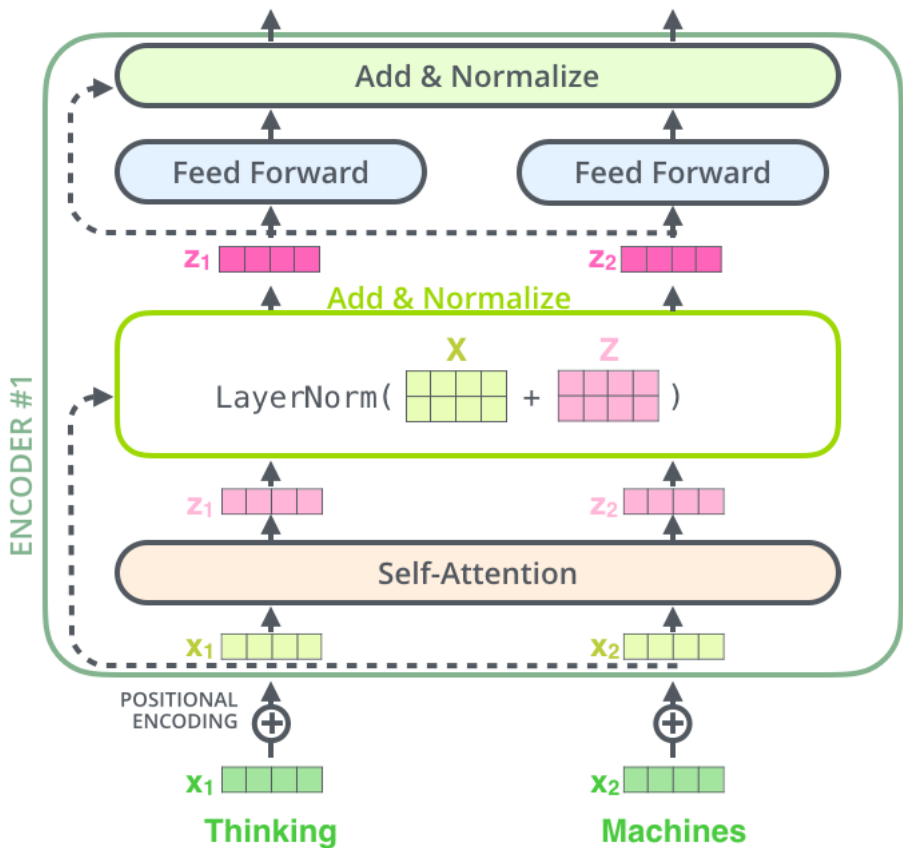 Add & Normalize
Feed Forward
Feed Forward
z1
z2
Add & Normalize
X
Z
LayerNorm(
+
)
ENCODER #1
z1
z2
Self-Attention
x1
x2
POSITIONAL
ENCODING
x1
x2
Thinking
Machines